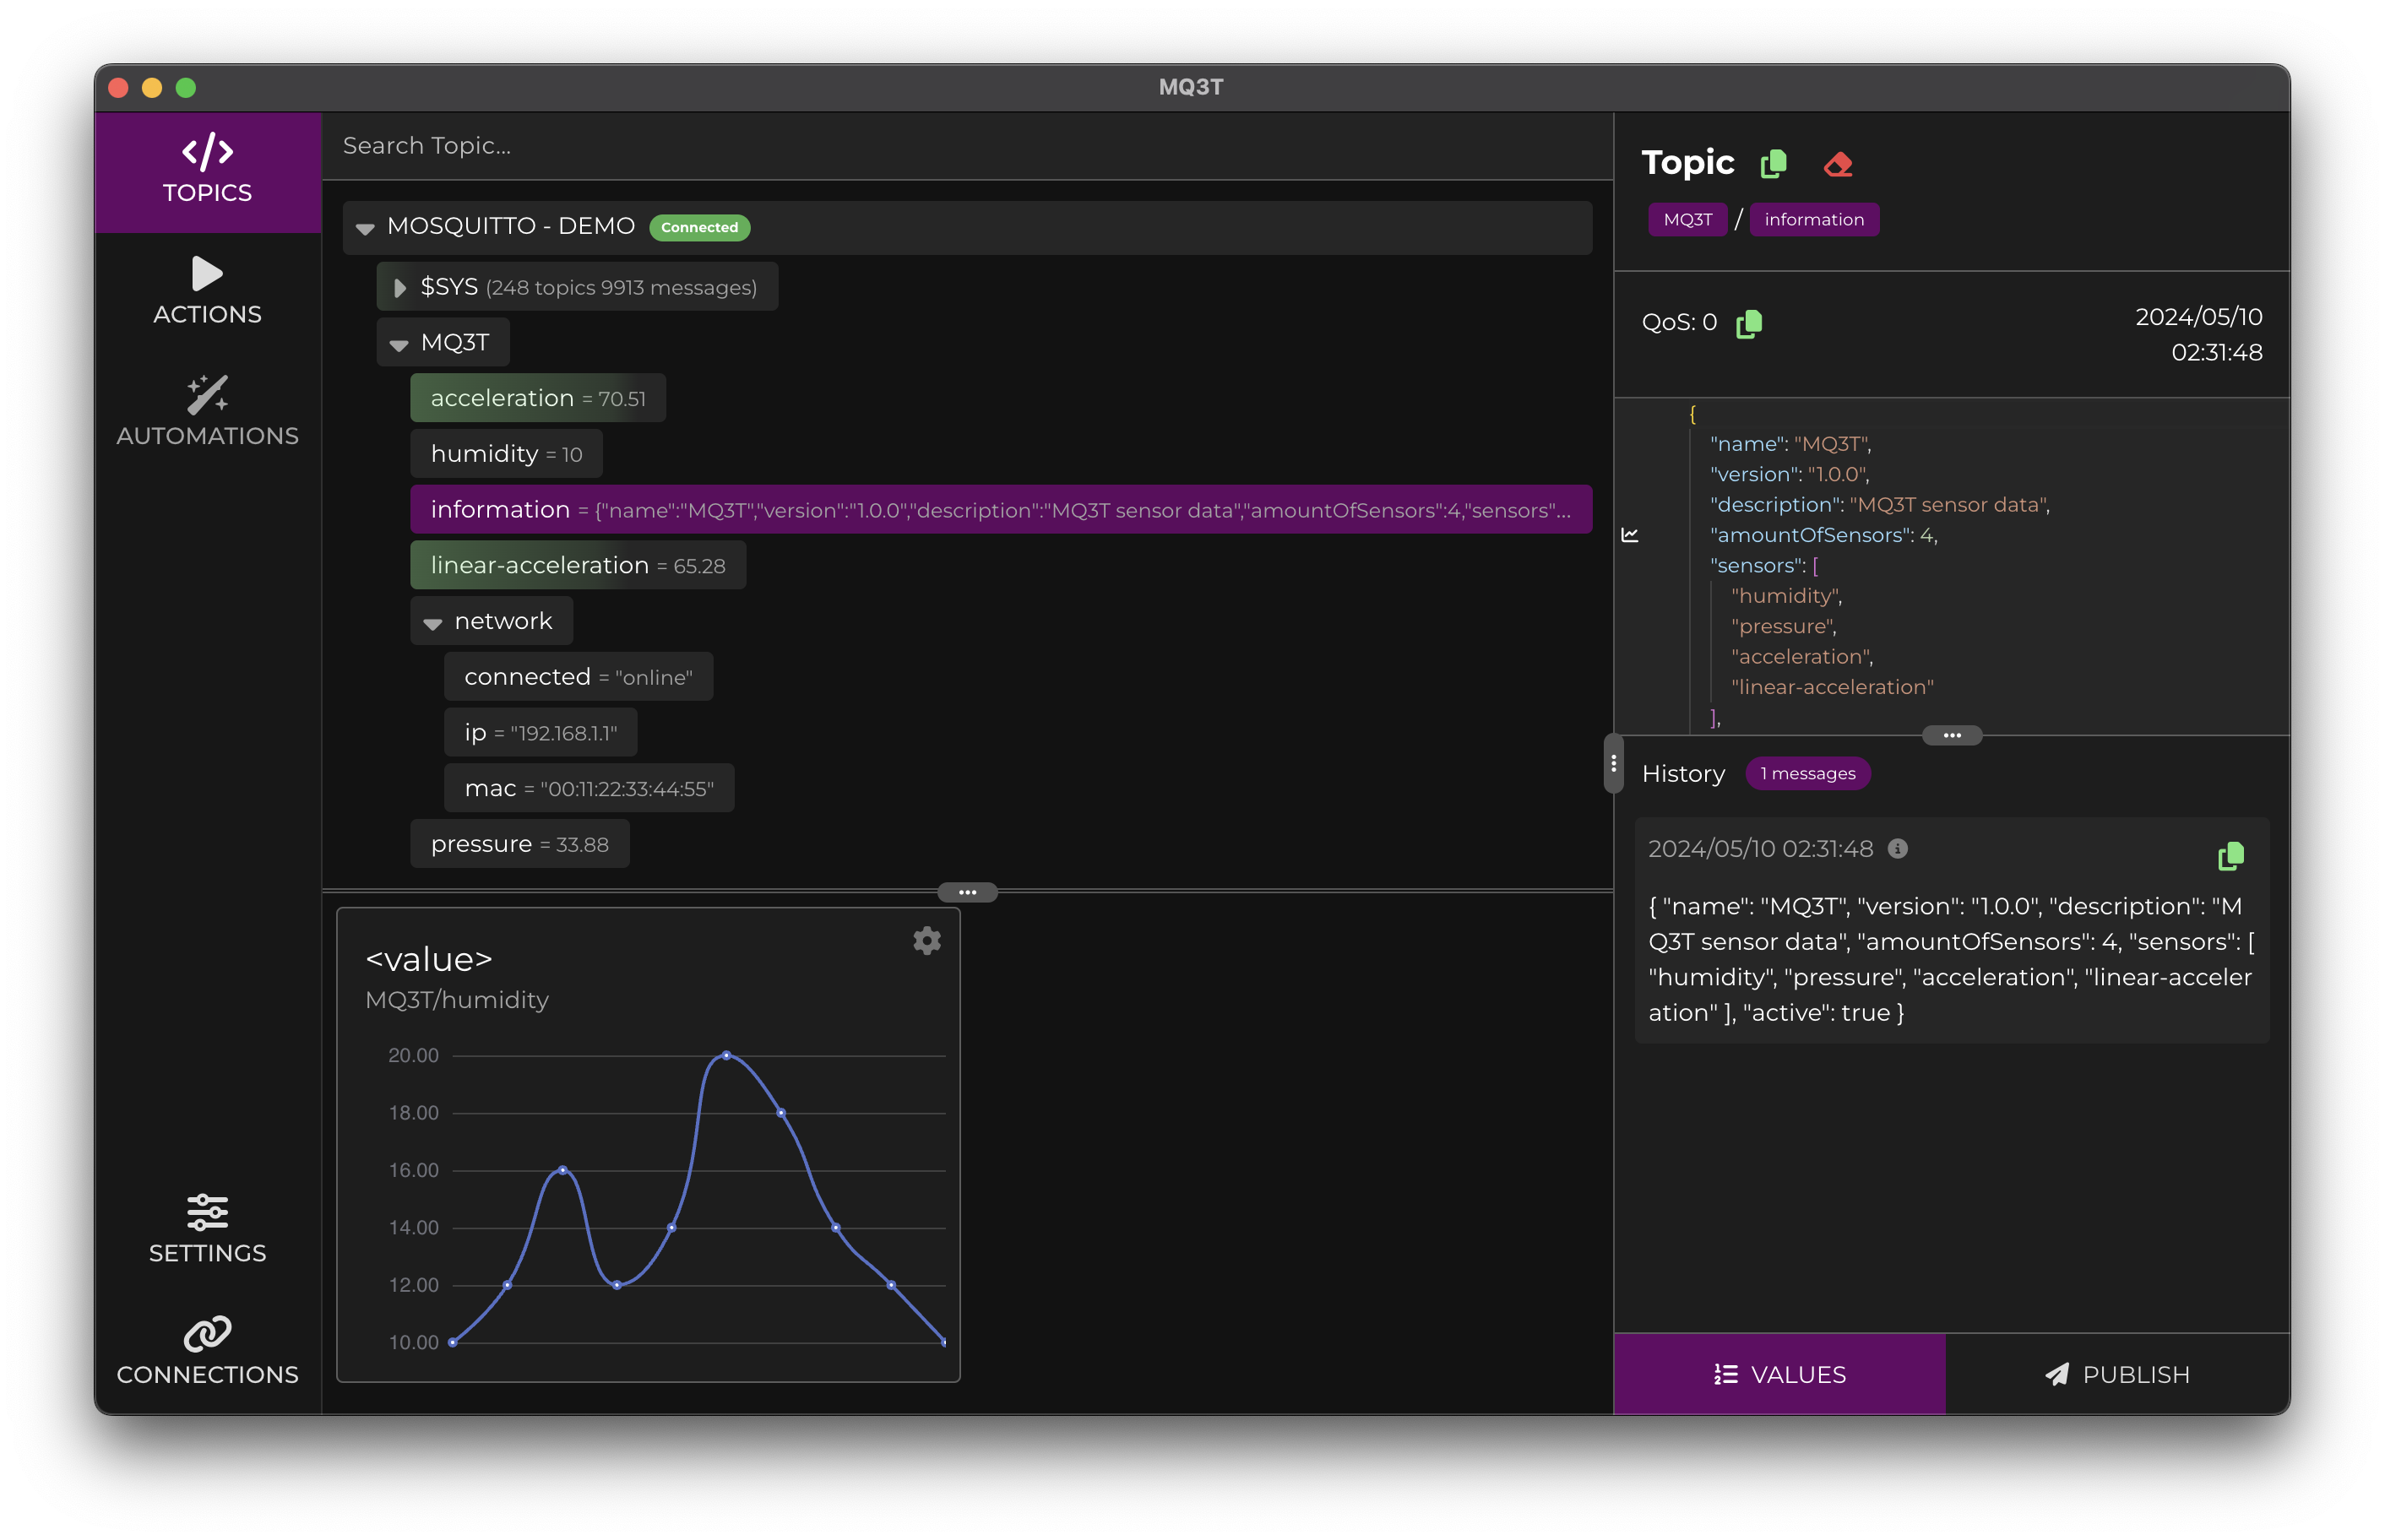 MQ3T
TOPICS
ACTIONS
AUTOMATIONS
SETTINGS
CONNECTIONS
Search Topic...
MOSQUITTO - DEMO Connected
$SYS (248 topics 9913 messages)
MQ3T
acceleration = 70.51
humidity = 10
information = {"name":"MQ3T","version":"1.0.0","description":"MQ3T sensor data","amountOfSensors":4,"sensors"...
linear-acceleration = 65.28
network
connected = "online"
ip = "192.168.1.1"
mac = "00:11:22:33:44:55"
pressure = 33.88
<value>
MQ3T/humidity
20.00
18.00
16.00
14.00
12.00
10.00
Topic
MQ3T / information
QoS: 0
2024/05/10
02:31:48
{
"name": "MQ3T",
"version": "1.0.0",
"description": "MQ3T sensor data",
"amountOfSensors": 4,
"sensors": [
"humidity",
"pressure",
"acceleration",
"linear-acceleration"
],
History 1 messages
2024/05/10 02:31:48
{ "name": "MQ3T", "version": "1.0.0", "description": "M
Q3T sensor data", "amountOfSensors": 4, "sensors": [
"humidity", "pressure", "acceleration", "linear-acceler
ation" ], "active": true }
VALUES
PUBLISH